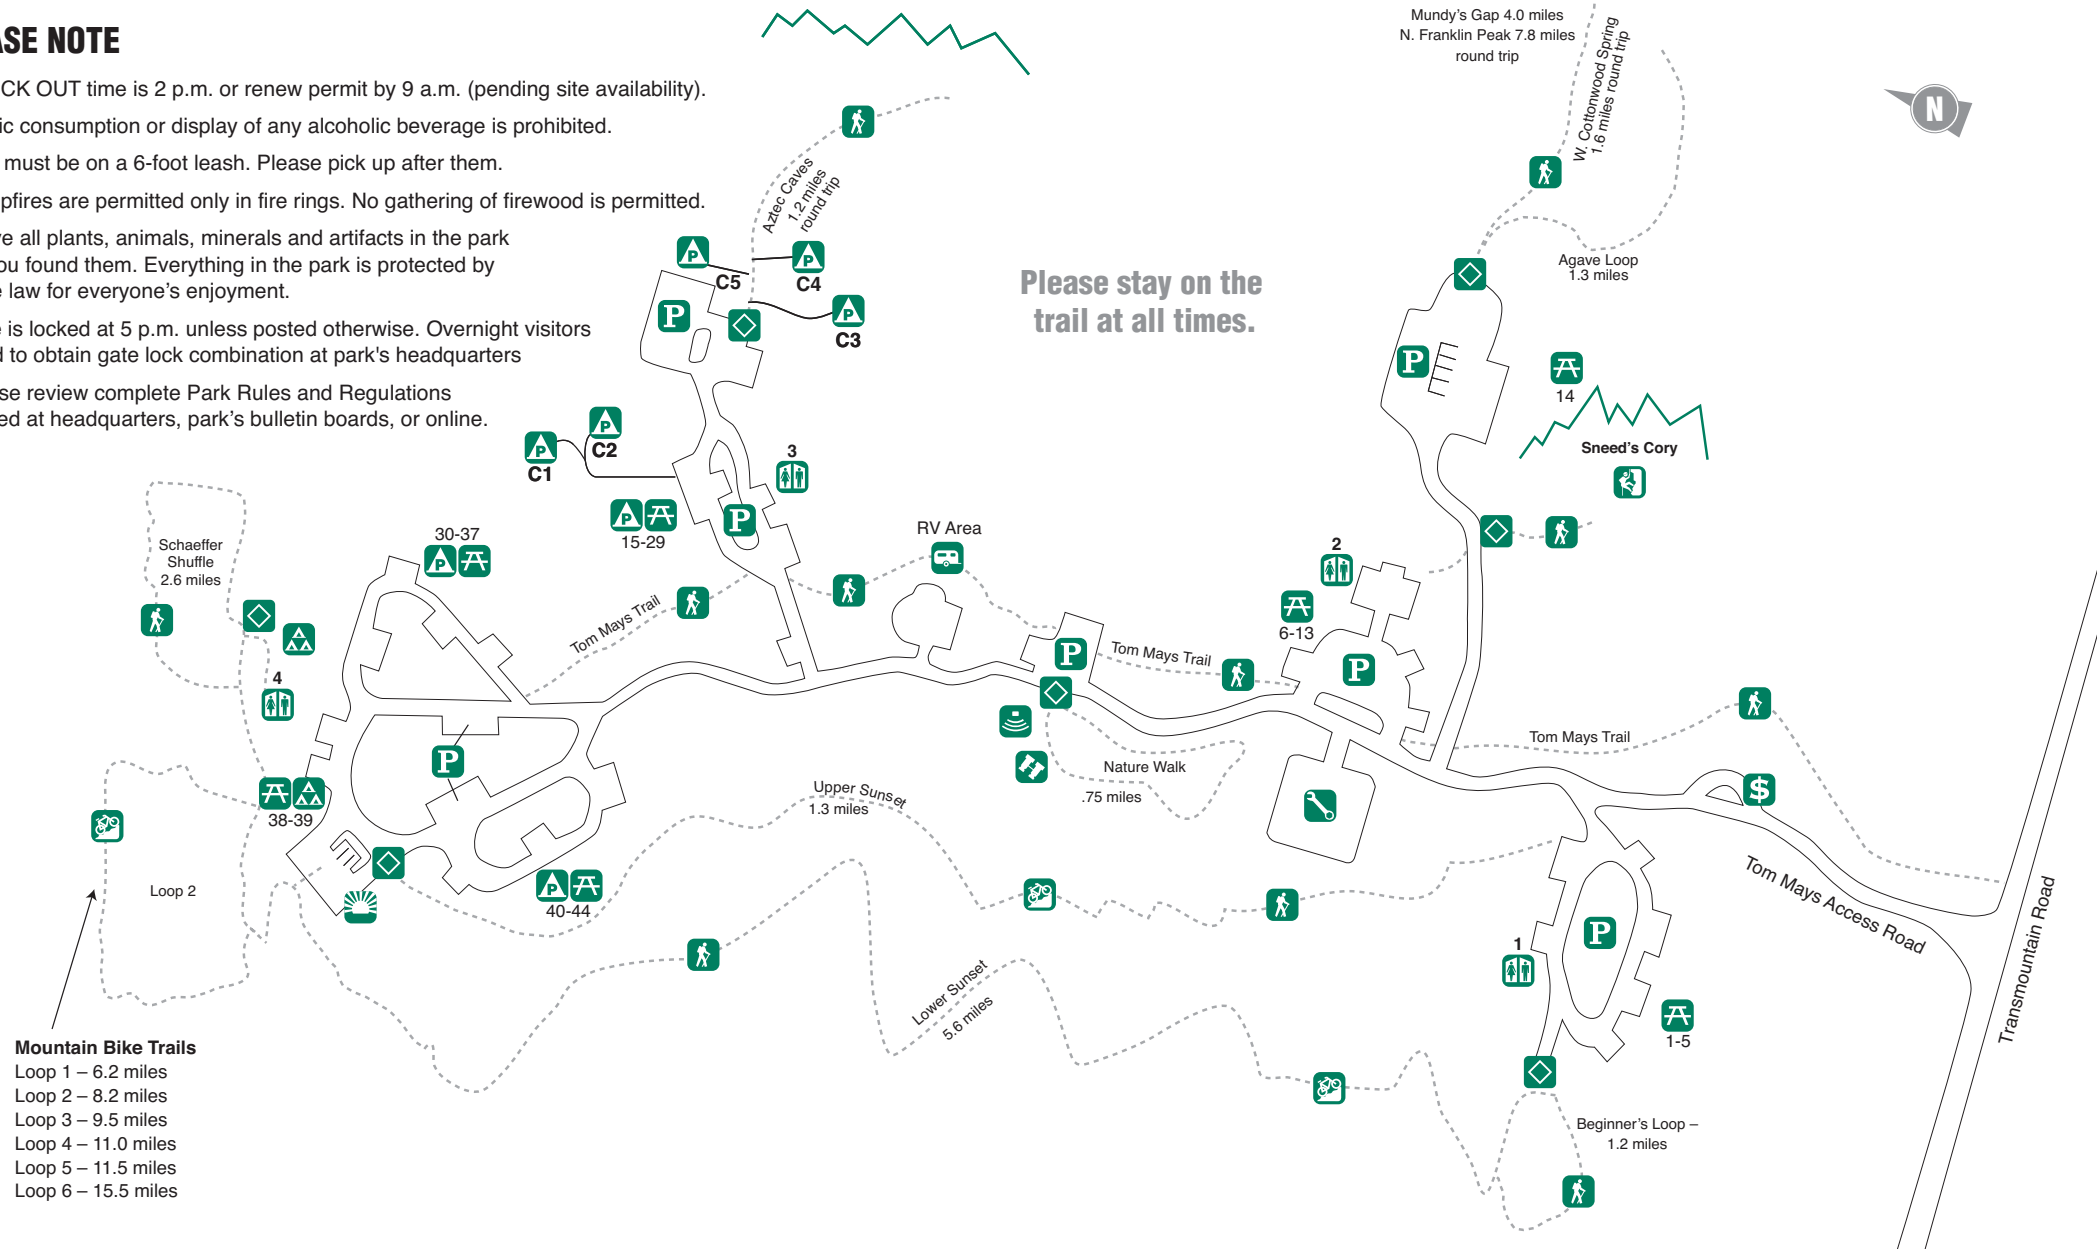 ASE NOTE
CK OUT time is 2 p.m. or renew permit by 9 a.m. (pending site availability).
ic consumption or display of any alcoholic beverage is prohibited.
must be on a 6-foot leash. Please pick up after them.
pfires are permitted only in fire rings. No gathering of firewood is permitted.
e all plants, animals, minerals and artifacts in the park
ou found them. Everything in the park is protected by
e law for everyone's enjoyment.
e is locked at 5 p.m. unless posted otherwise. Overnight visitors
d to obtain gate lock combination at park's headquarters
se review complete Park Rules and Regulations
ed at headquarters, park's bulletin boards, or online.
Mundy's Gap 4.0 miles
N. Franklin Peak 7.8 miles
round trip
W. Cottonwood Spring
1.6 miles round trip
N
Aztec Caves
1.2 miles
round trip
Agave Loop
1.3 miles
Please stay on the
trail at all times.
P
C5
P
C4
P
C3
P
P
14
Sneed's Cory
P
C1
P
C2
3
P
15-29
P
RV Area
2
6-13
30-37
P
Schaeffer
Shuffle
2.6 miles
Tom Mays Trail
P
Tom Mays Trail
P
4
Tom Mays Trail
$
P
38-39
Nature Walk
.75 miles
Upper Sunset
1.3 miles
Loop 2
P
40-44
Tom Mays Access Road
Transmountain Road
P
1
1-5
Lower Sunset
5.6 miles
Beginner's Loop –
1.2 miles
Mountain Bike Trails
Loop 1 – 6.2 miles
Loop 2 – 8.2 miles
Loop 3 – 9.5 miles
Loop 4 – 11.0 miles
Loop 5 – 11.5 miles
Loop 6 – 15.5 miles